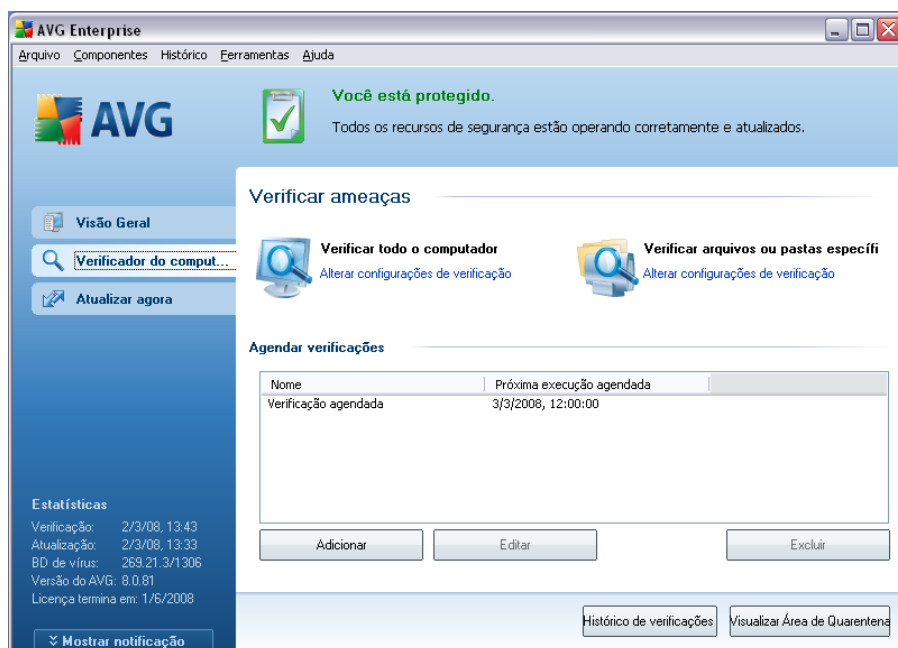 AVG Enterprise
Arquivo Componentes Histórico Ferramentas Ajuda
AVG
Você está protegido.
Todos os recursos de segurança estão operando corretamente e atualizados.
Visão Geral
Verificador do comput...
Atualizar agora
Verificar ameaças
Verificar todo o computador
Alterar configurações de verificação
Verificar arquivos ou pastas específi
Alterar configurações de verificação
Agendar verificações
Nome Próxima execução agendada
Verificação agendada 3/3/2008, 12:00:00
Adicionar Editar Excluir
Estatísticas
Verificação: 2/3/08, 13:43
Atualização: 2/3/08, 13:33
BD de vírus: 269.21.3/1306
Versão do AVG: 8.0.81
Licença termina em: 1/6/2008
Mostrar notificação
Histórico de verificações Visualizar Área de Quarentena